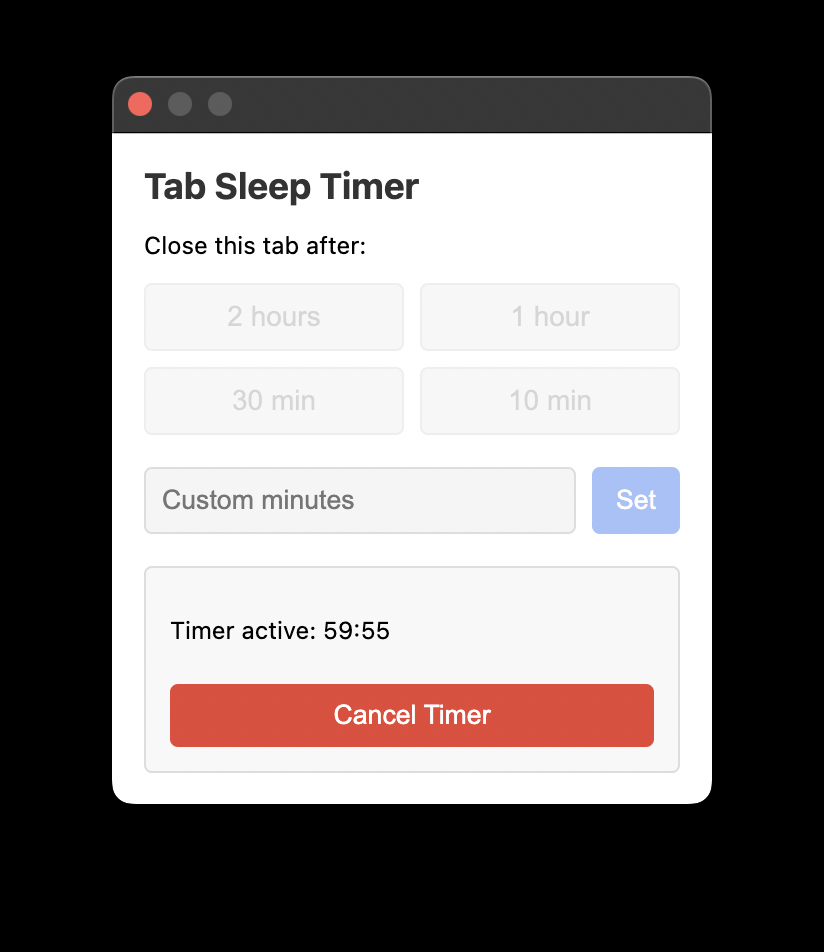 Tab Sleep Timer
Close this tab after:
2 hours 1 hour
30 min 10 min
Custom minutes Set
Timer active: 59:55
Cancel Timer